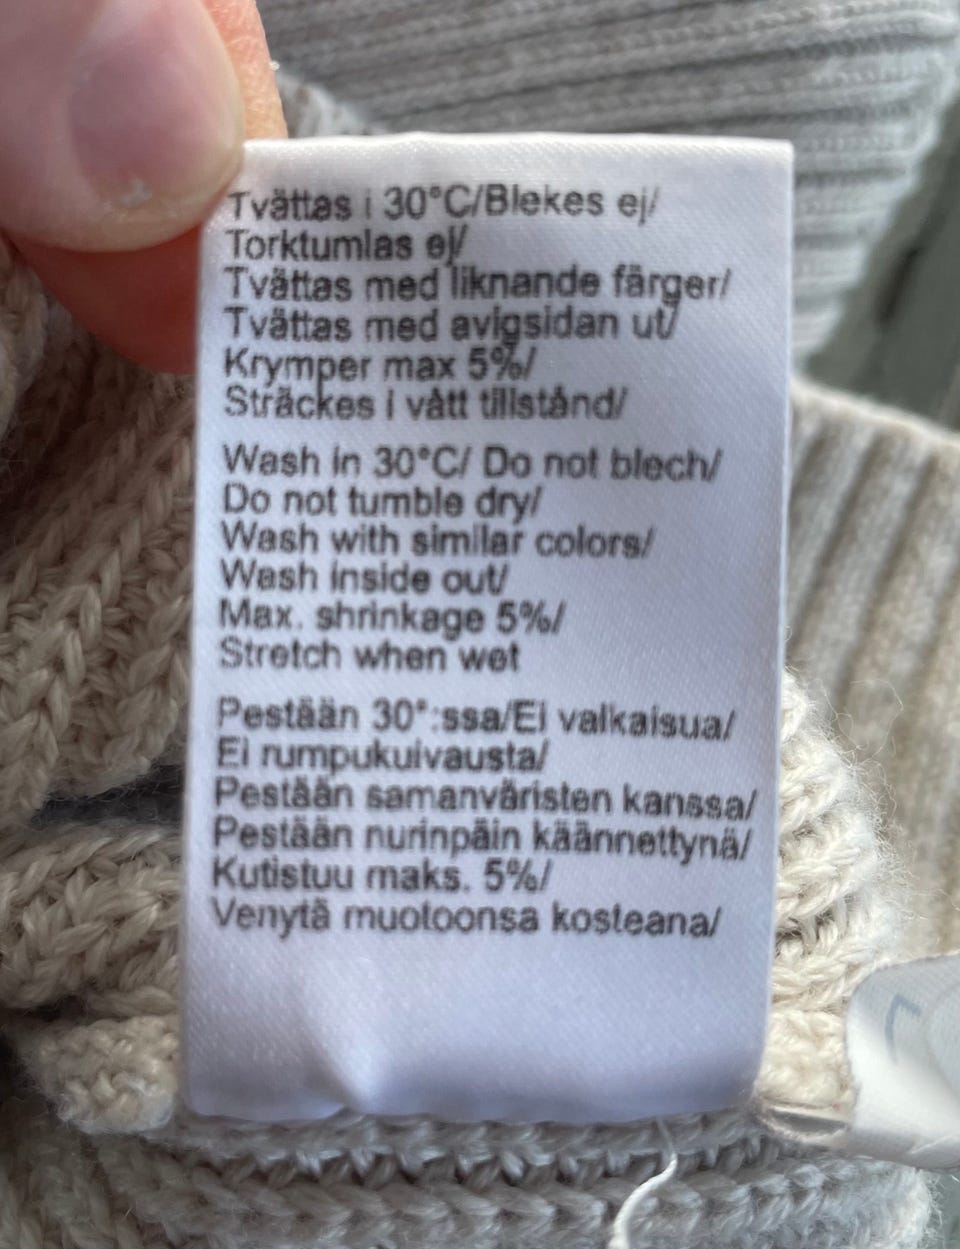 Tvättas i 30°C/Blekes ej/
Torktumlas ej/
Tvättas med liknande färger/
Tvättas med avigsidan ut/
Krymper max 5%/
Sträckes i vått tillstånd/
Wash in 30°C/ Do not blech/
Do not tumble dry/
Wash with similar colors/
Wash inside out/
Max. shrinkage 5%/
Stretch when wet
Pestään 30°:ssa/Ei valkaisua/
Ei rumpukuivausta/
Pestään samanväristen kanssa/
Pestään nurinpäin käännettynä/
Kutistuu maks. 5%/
Venytä muotoonsa kosteana/